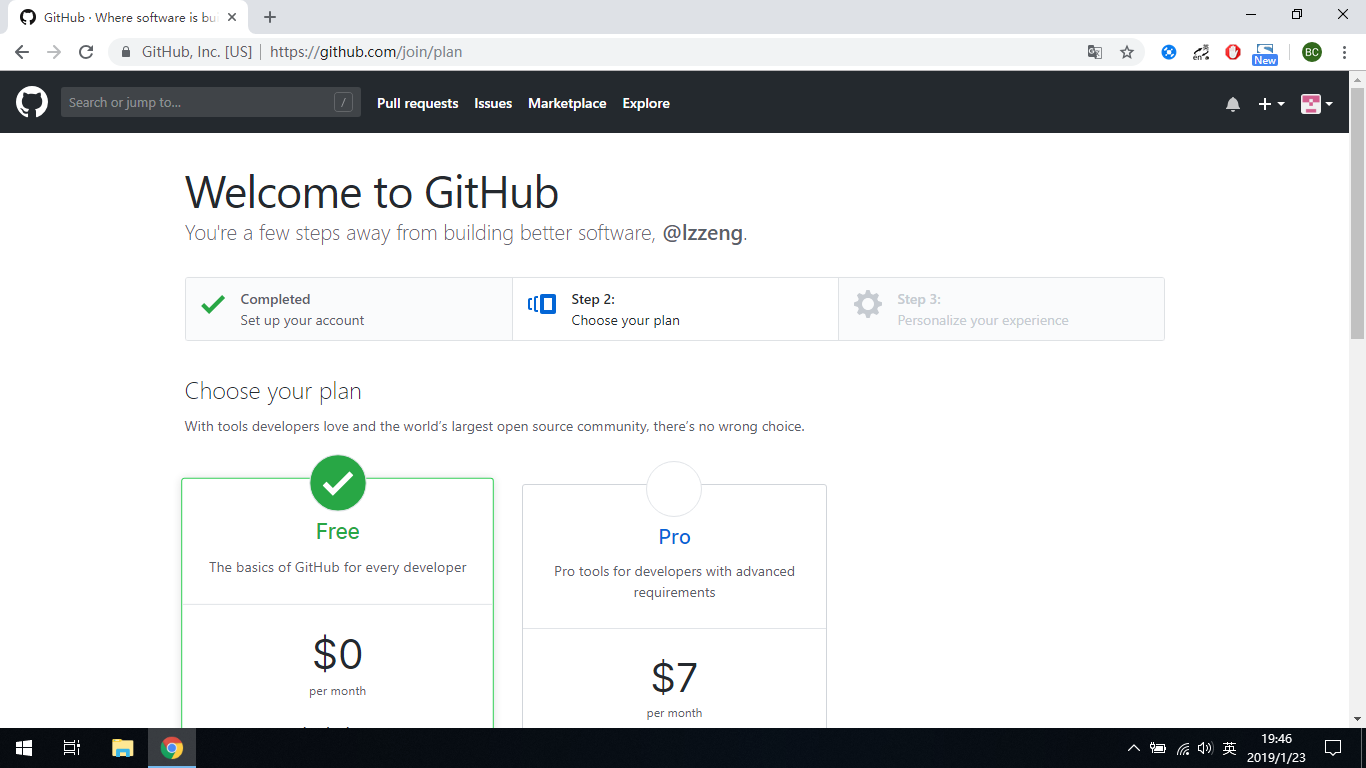 GitHub · Where software is bui
GitHub, Inc. [US] | https://github.com/join/plan
en
New
BC
Search or jump to...
/
Pull requests Issues Marketplace Explore
Welcome to GitHub
You're a few steps away from building better software, @lzzeng.
Completed
Set up your account
Step 2:
Choose your plan
Step 3:
Personalize your experience
Choose your plan
With tools developers love and the world's largest open source community, there's no wrong choice.
Free
The basics of GitHub for every developer
$0
per month
Pro
Pro tools for developers with advanced
requirements
$7
per month
英
19:46
2019/1/23